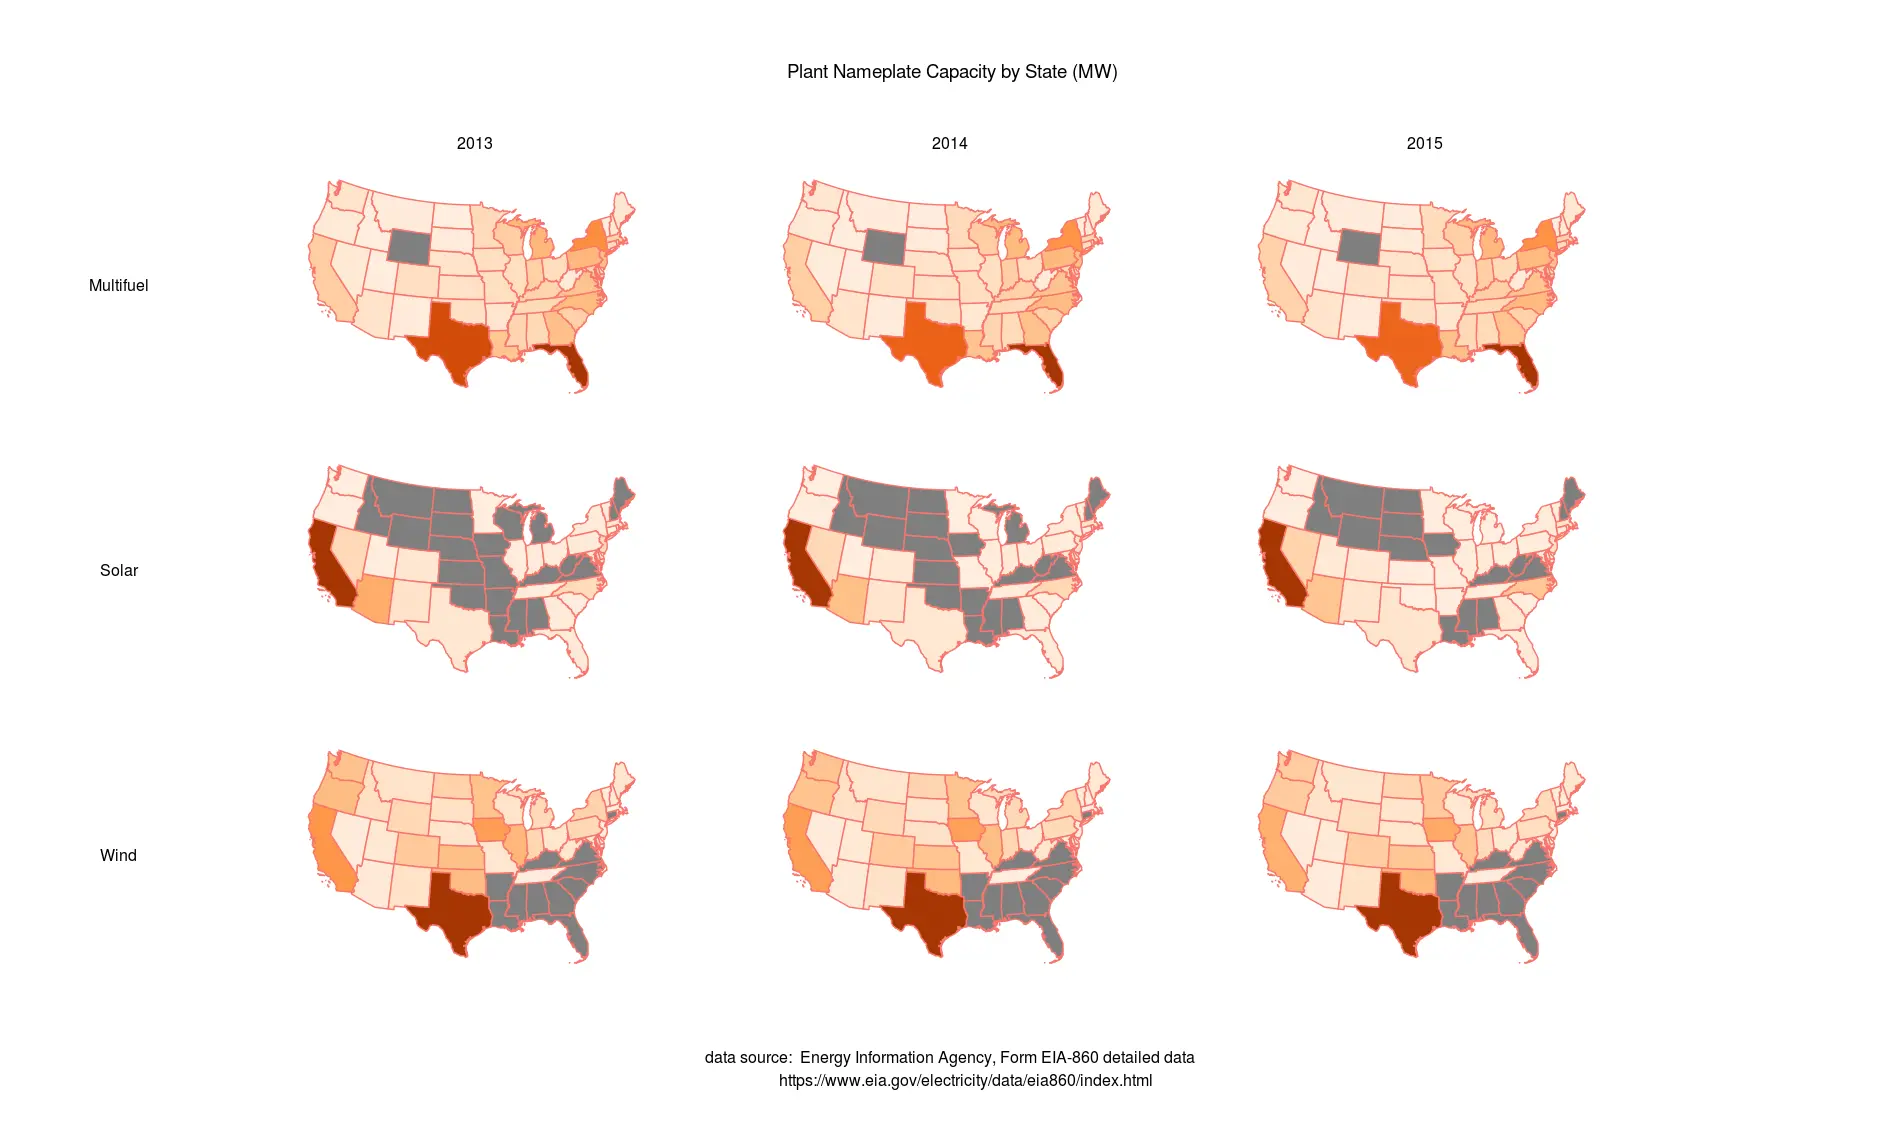 Plant Nameplate Capacity by State (MW)
2013
2014
2015
Multifuel
Solar
Wind
data source:  Energy Information Agency, Form EIA-860 detailed data
https://www.eia.gov/electricity/data/eia860/index.html